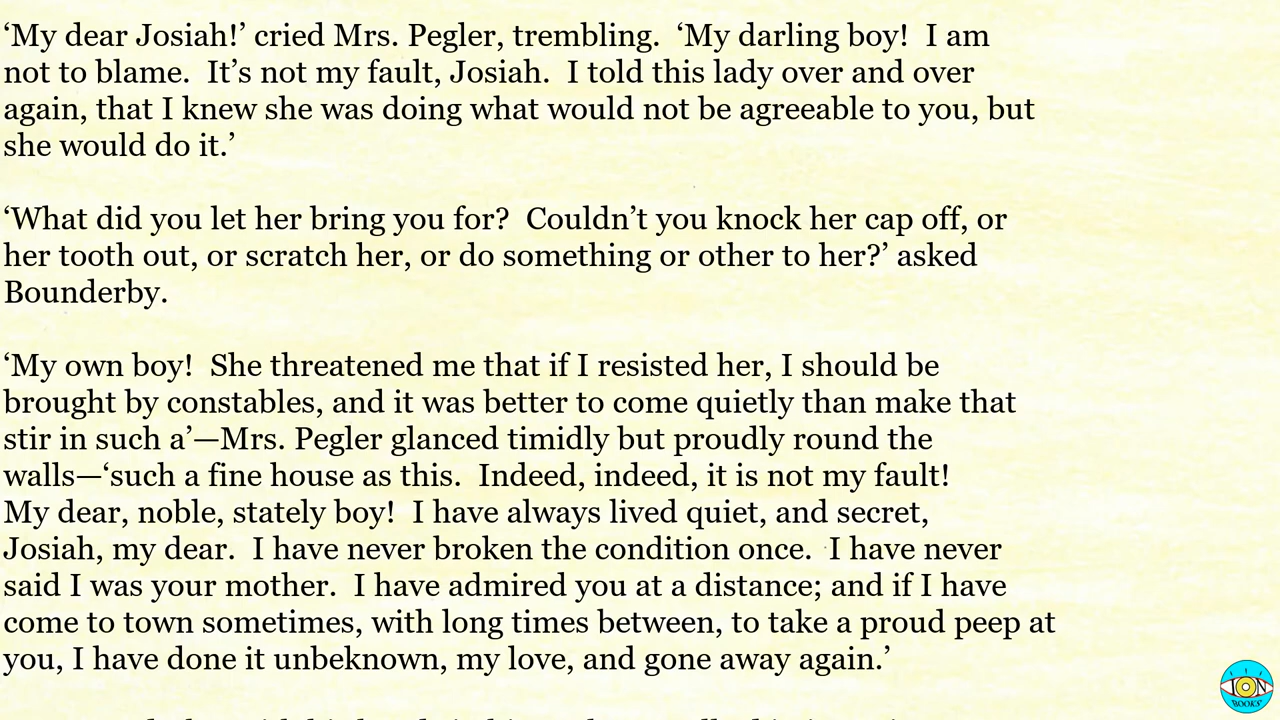 ‘My dear Josiah!’ cried Mrs. Pegler, trembling.  ‘My darling boy!  I am
not to blame.  It’s not my fault, Josiah.  I told this lady over and over
again, that I knew she was doing what would not be agreeable to you, but
she would do it.’
‘What did you let her bring you for?  Couldn’t you knock her cap off, or
her tooth out, or scratch her, or do something or other to her?’ asked
Bounderby.
‘My own boy!  She threatened me that if I resisted her, I should be
brought by constables, and it was better to come quietly than make that
stir in such a’—Mrs. Pegler glanced timidly but proudly round the
walls—‘such a fine house as this.  Indeed, indeed, it is not my fault!
My dear, noble, stately boy!  I have always lived quiet, and secret,
Josiah, my dear.  I have never broken the condition once.  I have never
said I was your mother.  I have admired you at a distance; and if I have
come to town sometimes, with long times between, to take a proud peep at
you, I have done it unbeknown, my love, and gone away again.’
ION
BOOKS